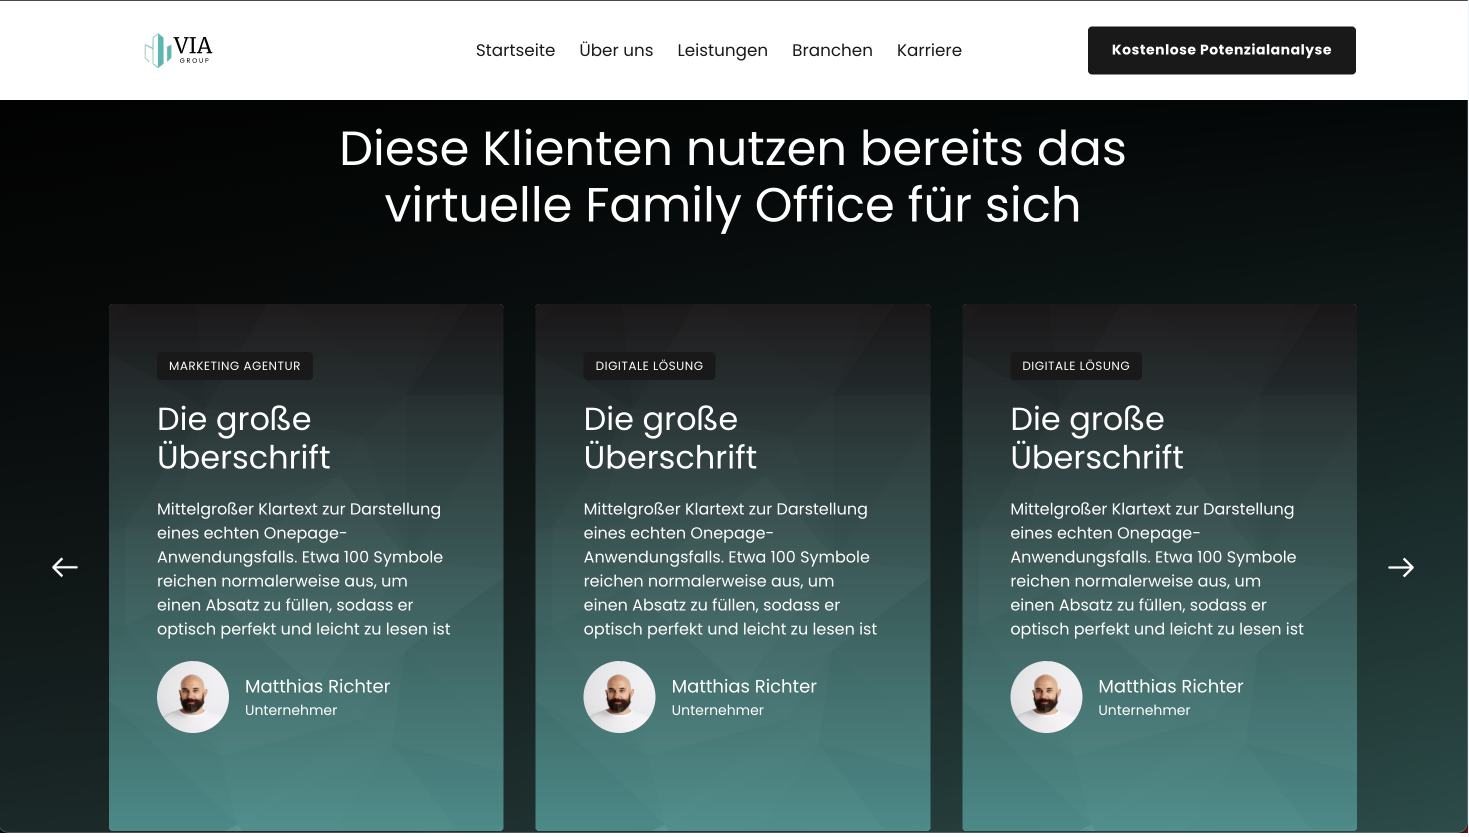 VIA
GROUP
Startseite
Über uns
Leistungen
Branchen
Karriere
Kostenlose Potenzialanalyse
Diese Klienten nutzen bereits das
virtuelle Family Office für sich
MARKETING AGENTUR
Die große
Überschrift
Mittelgroßer Klartext zur Darstellung
eines echten Onepage-
Anwendungsfalls. Etwa 100 Symbole
reichen normalerweise aus, um
einen Absatz zu füllen, sodass er
optisch perfekt und leicht zu lesen ist
Matthias Richter
Unternehmer
DIGITALE LÖSUNG
Die große
Überschrift
Mittelgroßer Klartext zur Darstellung
eines echten Onepage-
Anwendungsfalls. Etwa 100 Symbole
reichen normalerweise aus, um
einen Absatz zu füllen, sodass er
optisch perfekt und leicht zu lesen ist
Matthias Richter
Unternehmer
DIGITALE LÖSUNG
Die große
Überschrift
Mittelgroßer Klartext zur Darstellung
eines echten Onepage-
Anwendungsfalls. Etwa 100 Symbole
reichen normalerweise aus, um
einen Absatz zu füllen, sodass er
optisch perfekt und leicht zu lesen ist
Matthias Richter
Unternehmer